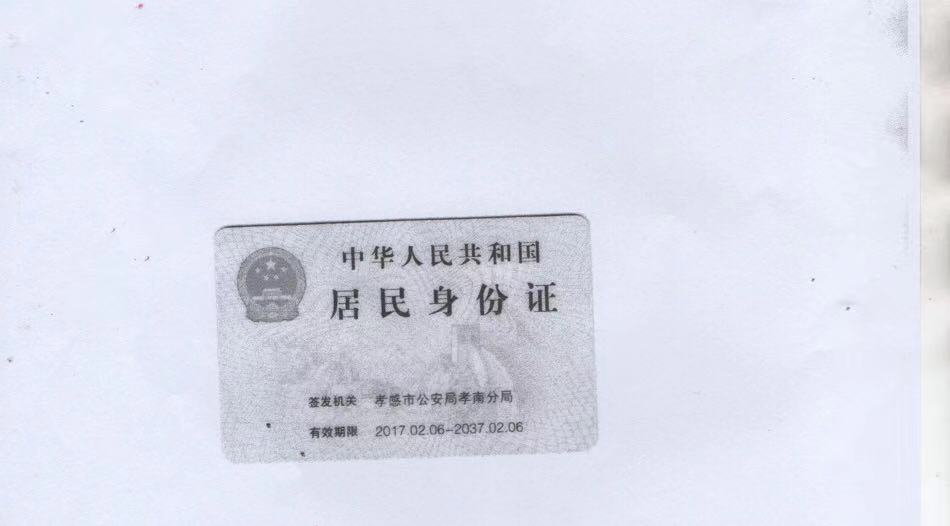 中华人民共和国
居民身份证
签发机关 孝感市公安局孝南分局
有效期限 2017.02.06-2037.02.06